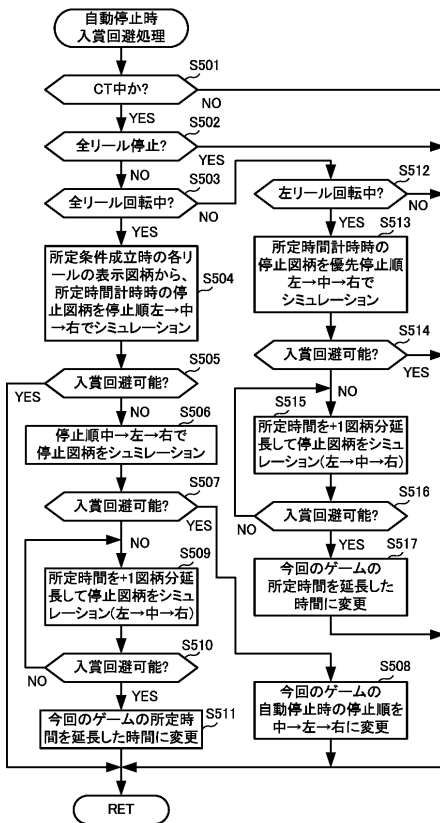 自動停止時
入賞回避処理
S501
CT中か?
NO
YES
S502
全リール停止?
YES
NO
S503
全リール回転中?
NO
YES
所定条件成立時の各リ
ールの表示図柄から、
所定時間計時時の停
止図柄を停止順左→中
→右でシミュレーション
S504
S505
入賞回避可能?
YES
NO
S506
停止順中→左→右で
停止図柄をシュミレーション
S507
入賞回避可能?
YES
NO
S509
所定時間を+1図柄分延
長して停止図柄をシミュ
レーション(左→中→右)
S510
入賞回避可能?
NO
YES
S511
今回のゲームの所定時
間を延長した時間に変更
RET
S512
左リール回転中?
NO
YES
S513
所定時間計時時の
停止図柄を優先停止順
左→中→右で
シミュレーション
S514
入賞回避可能?
YES
NO
S515
所定時間を+1図柄分
延長して停止図柄をシミュ
レーション(左→中→右)
S516
入賞回避可能?
NO
YES
S517
今回のゲームの
所定時間を延長した
時間に変更
S508
今回のゲームの
自動停止時の停止順を
中→左→右に変更